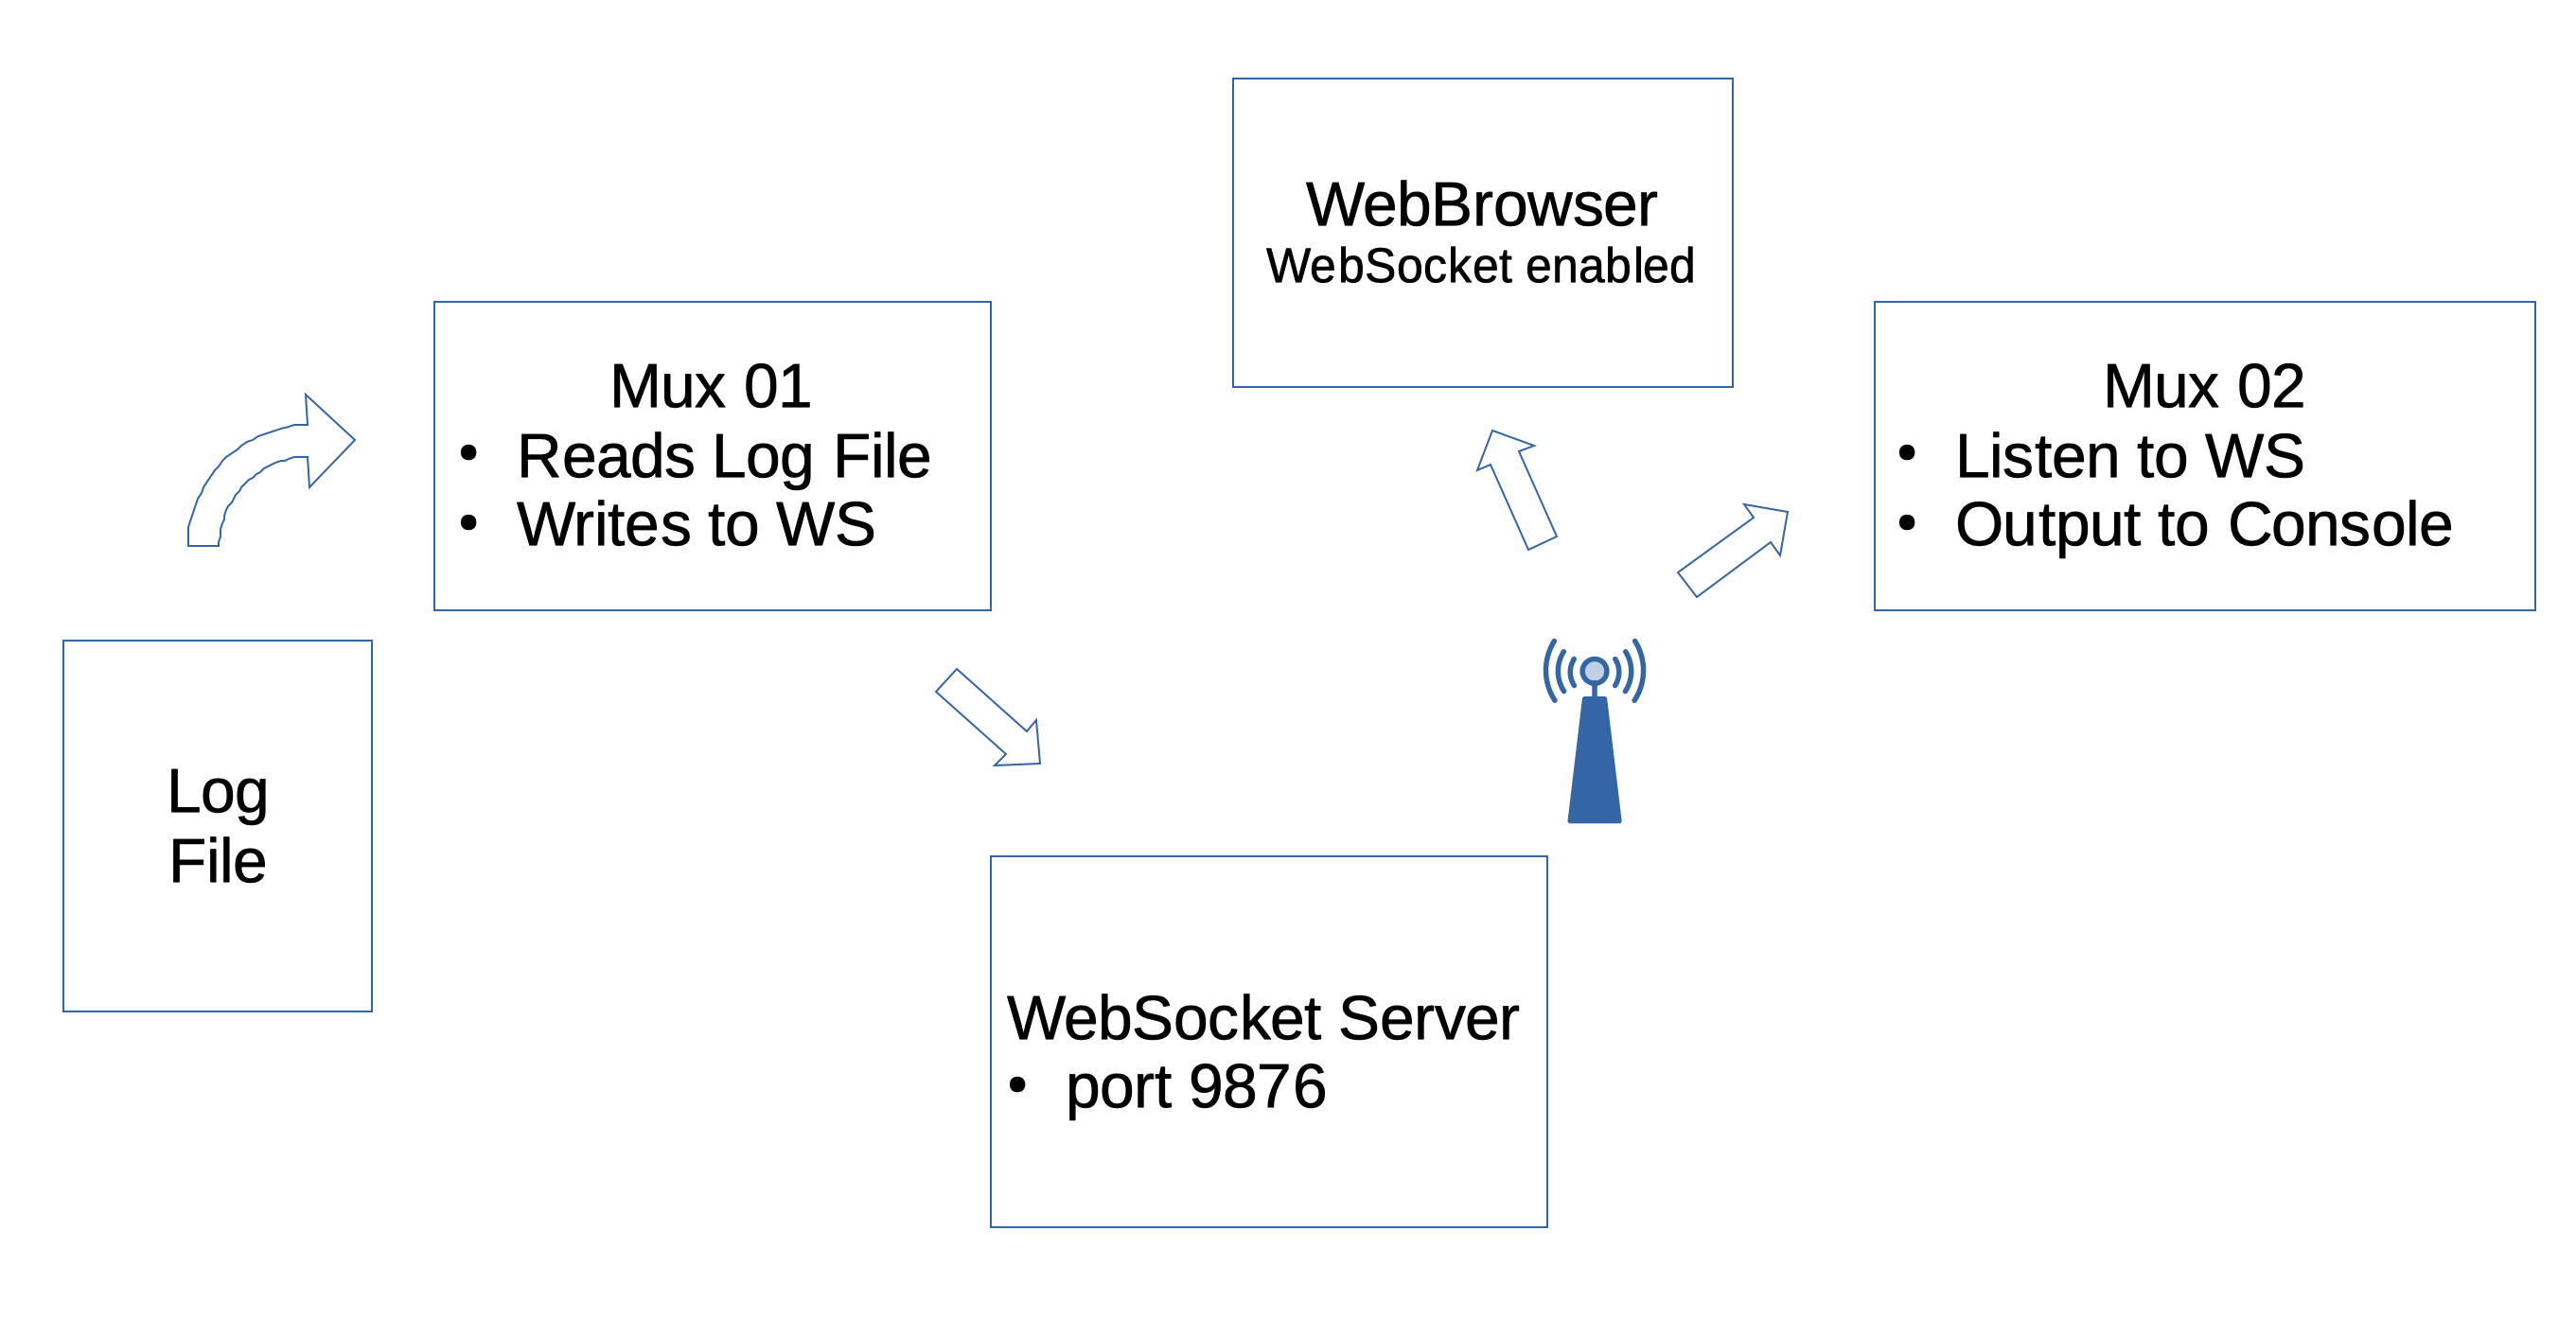 WebBrowser
WebSocket enabled
Mux 01
• Reads Log File
• Writes to WS
Mux 02
• Listen to WS
• Output to Console
Log
File
WebSocket Server
• port 9876